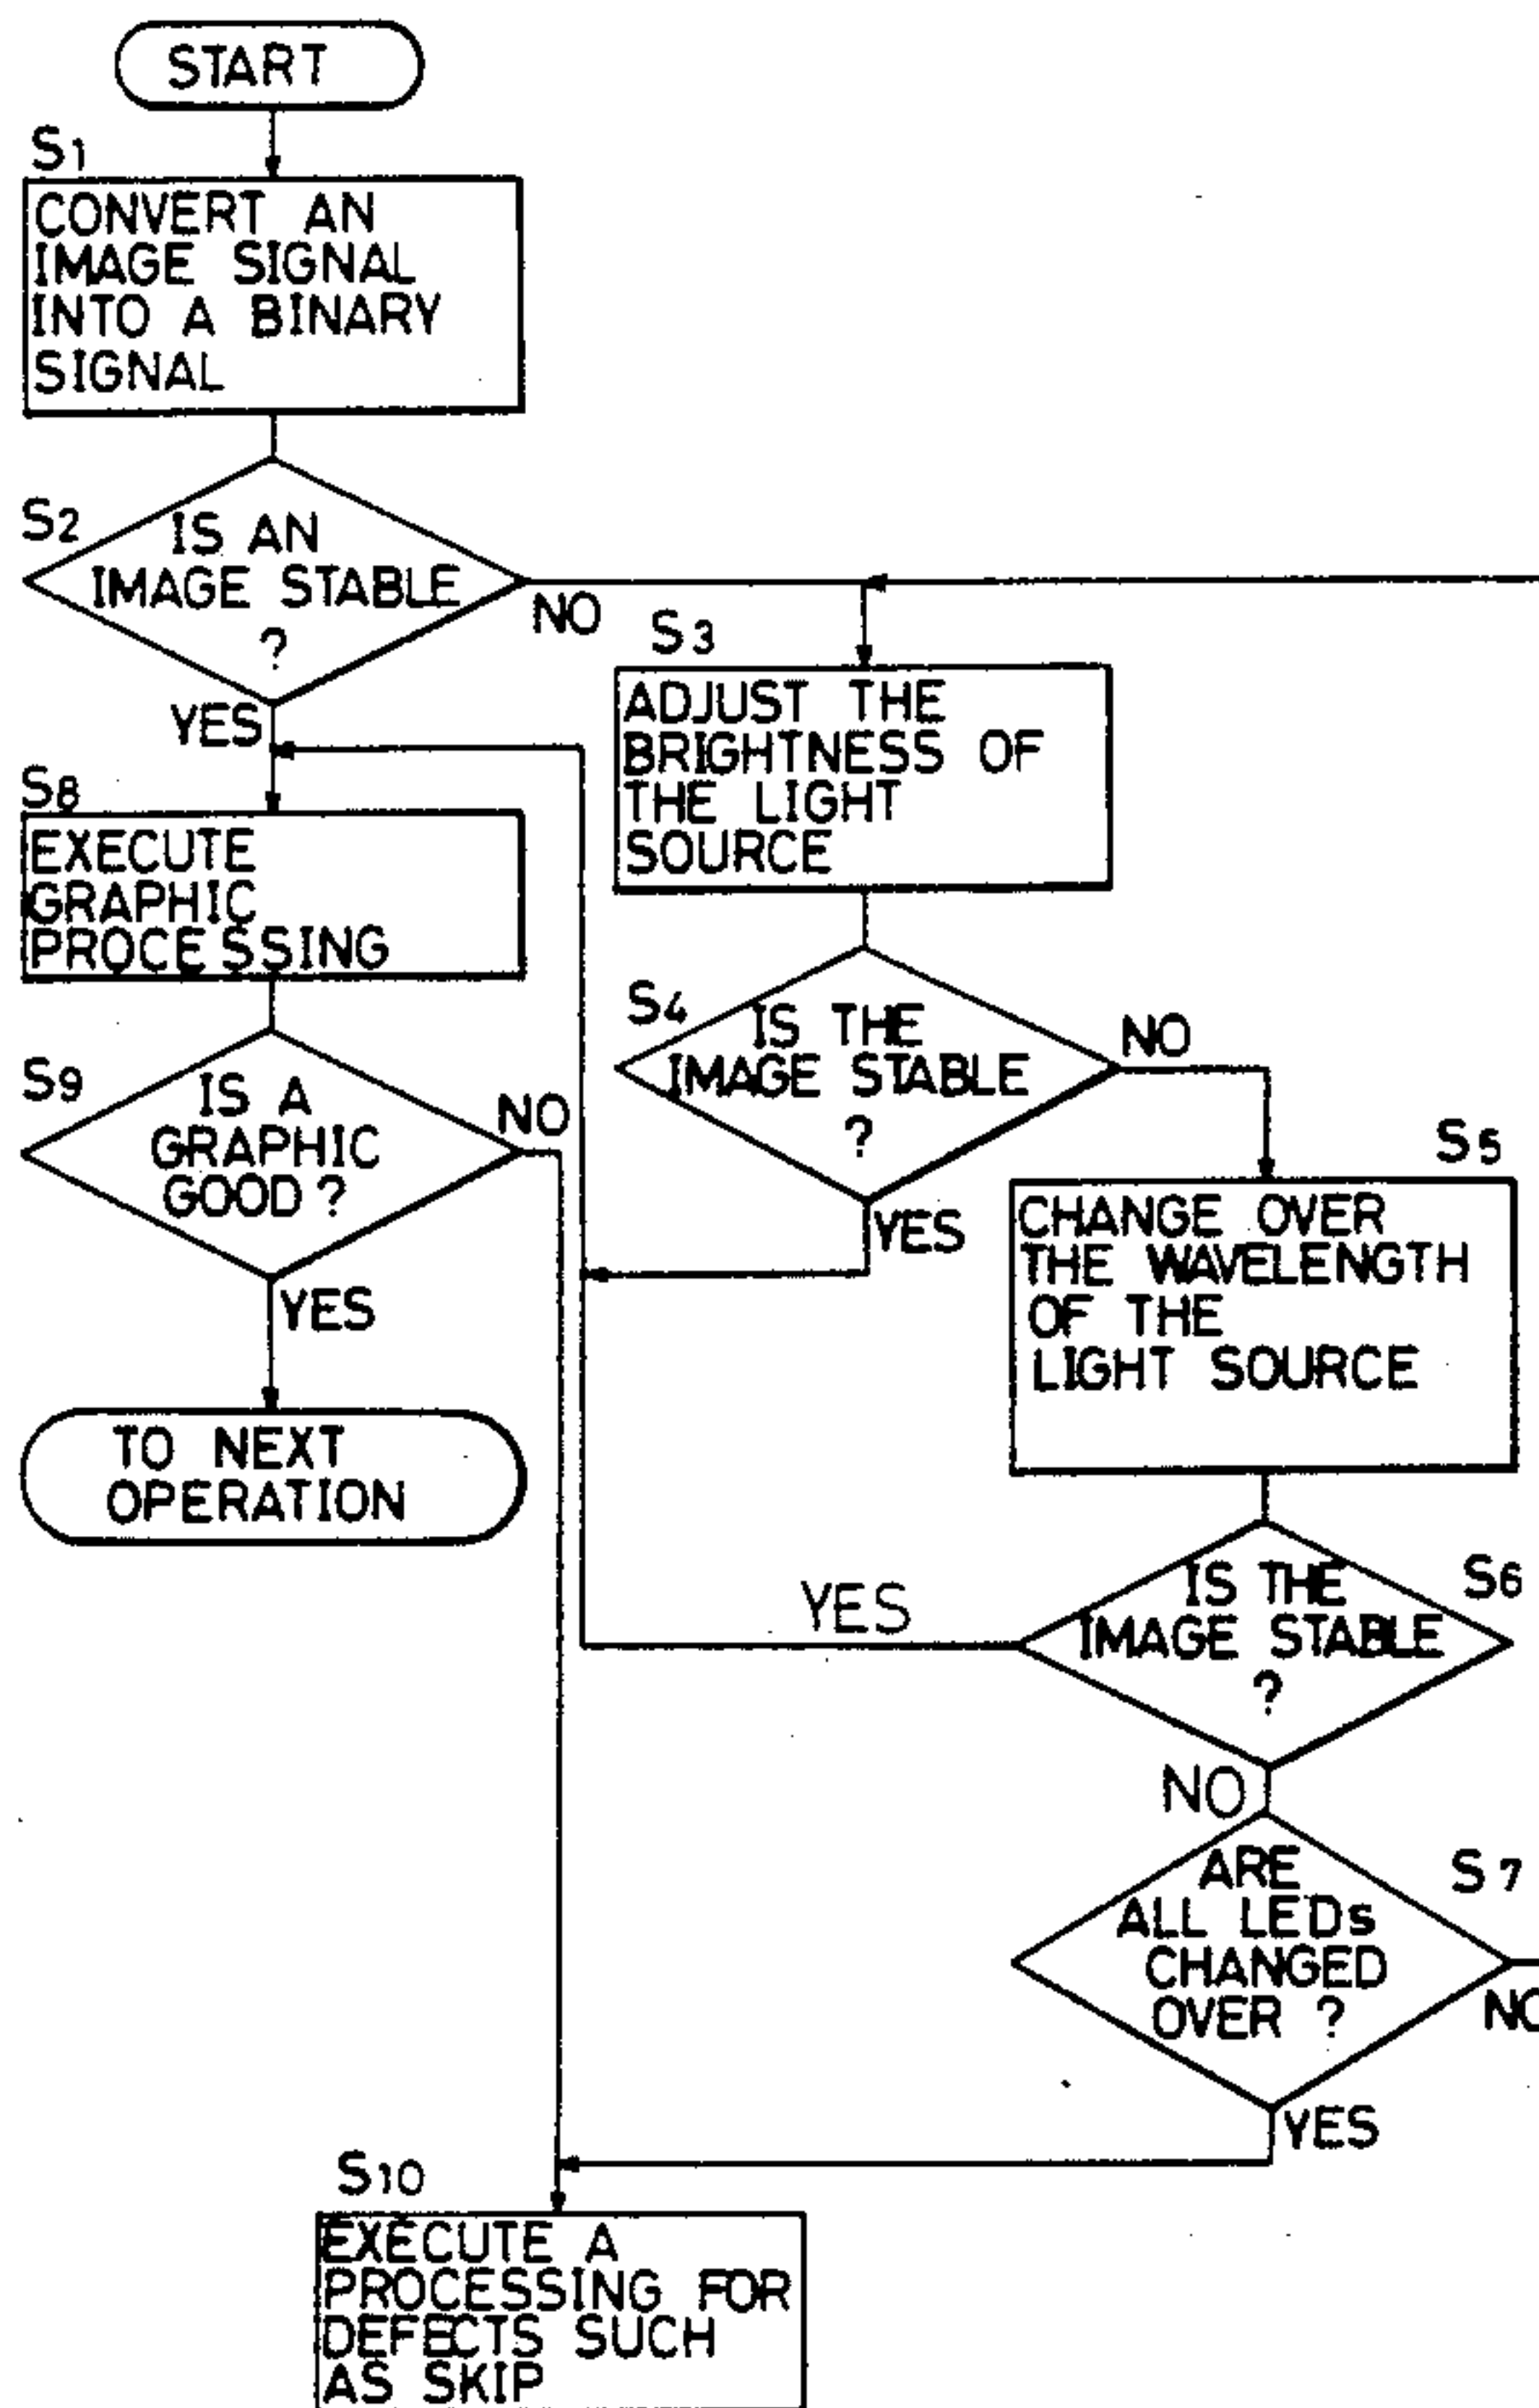 START
S1
CONVERT AN
IMAGE SIGNAL
INTO A BINARY
SIGNAL
S2
IS AN
IMAGE STABLE
?
NO
YES
S3
ADJUST THE
BRIGHTNESS OF
THE LIGHT
SOURCE
S4
IS THE
IMAGE STABLE
?
NO
YES
S5
CHANGE OVER
THE WAVELENGTH
OF THE
LIGHT SOURCE
S6
IS THE
IMAGE STABLE
?
YES
NO
S7
ARE
ALL LEDs
CHANGED
OVER ?
NO
YES
S8
EXECUTE
GRAPHIC
PROCESSING
S9
IS A
GRAPHIC
GOOD ?
NO
YES
TO NEXT
OPERATION
S10
EXECUTE A
PROCESSING FOR
DEFECTS SUCH
AS SKIP